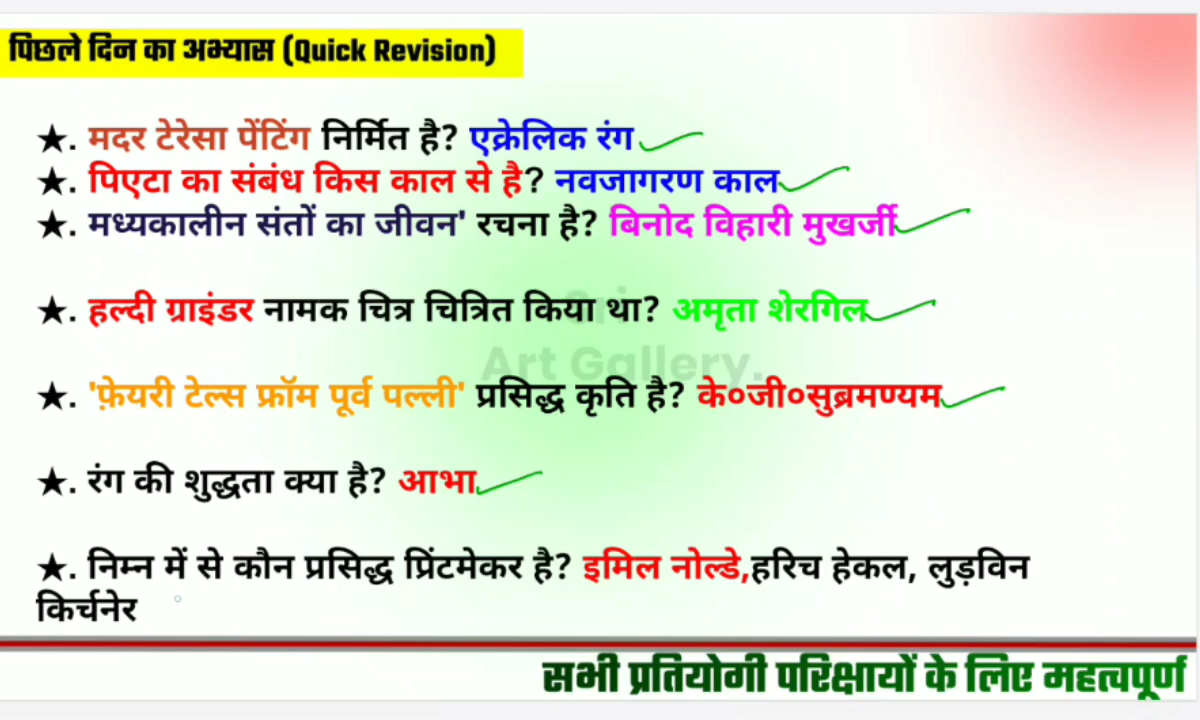 पिछले दिन का अभ्यास (Quick Revision)
★. मदर टेरेसा पेंटिंग निर्मित है? एक्रेलिक रंग
★. पिएटा का संबंध किस काल से है? नवजागरण काल
★. मध्यकालीन संतों का जीवन' रचना है? बिनोद विहारी मुखर्जी
★. हल्दी ग्राइंडर नामक चित्र चित्रित किया था? अमृता शेरगिल
Art Gallery.
★. 'फ़ेयरी टेल्स फ्रॉम पूर्व पल्ली' प्रसिद्ध कृति है? के०जी०सुब्रमण्यम
★. रंग की शुद्धता क्या है? आभा
★. निम्न में से कौन प्रसिद्ध प्रिंटमेकर है? इमिल नोल्डे,हरिच हेकल, लुड़विन
किर्चनेर
सभी प्रतियोगी परिक्षायों के लिए महत्वपूर्ण